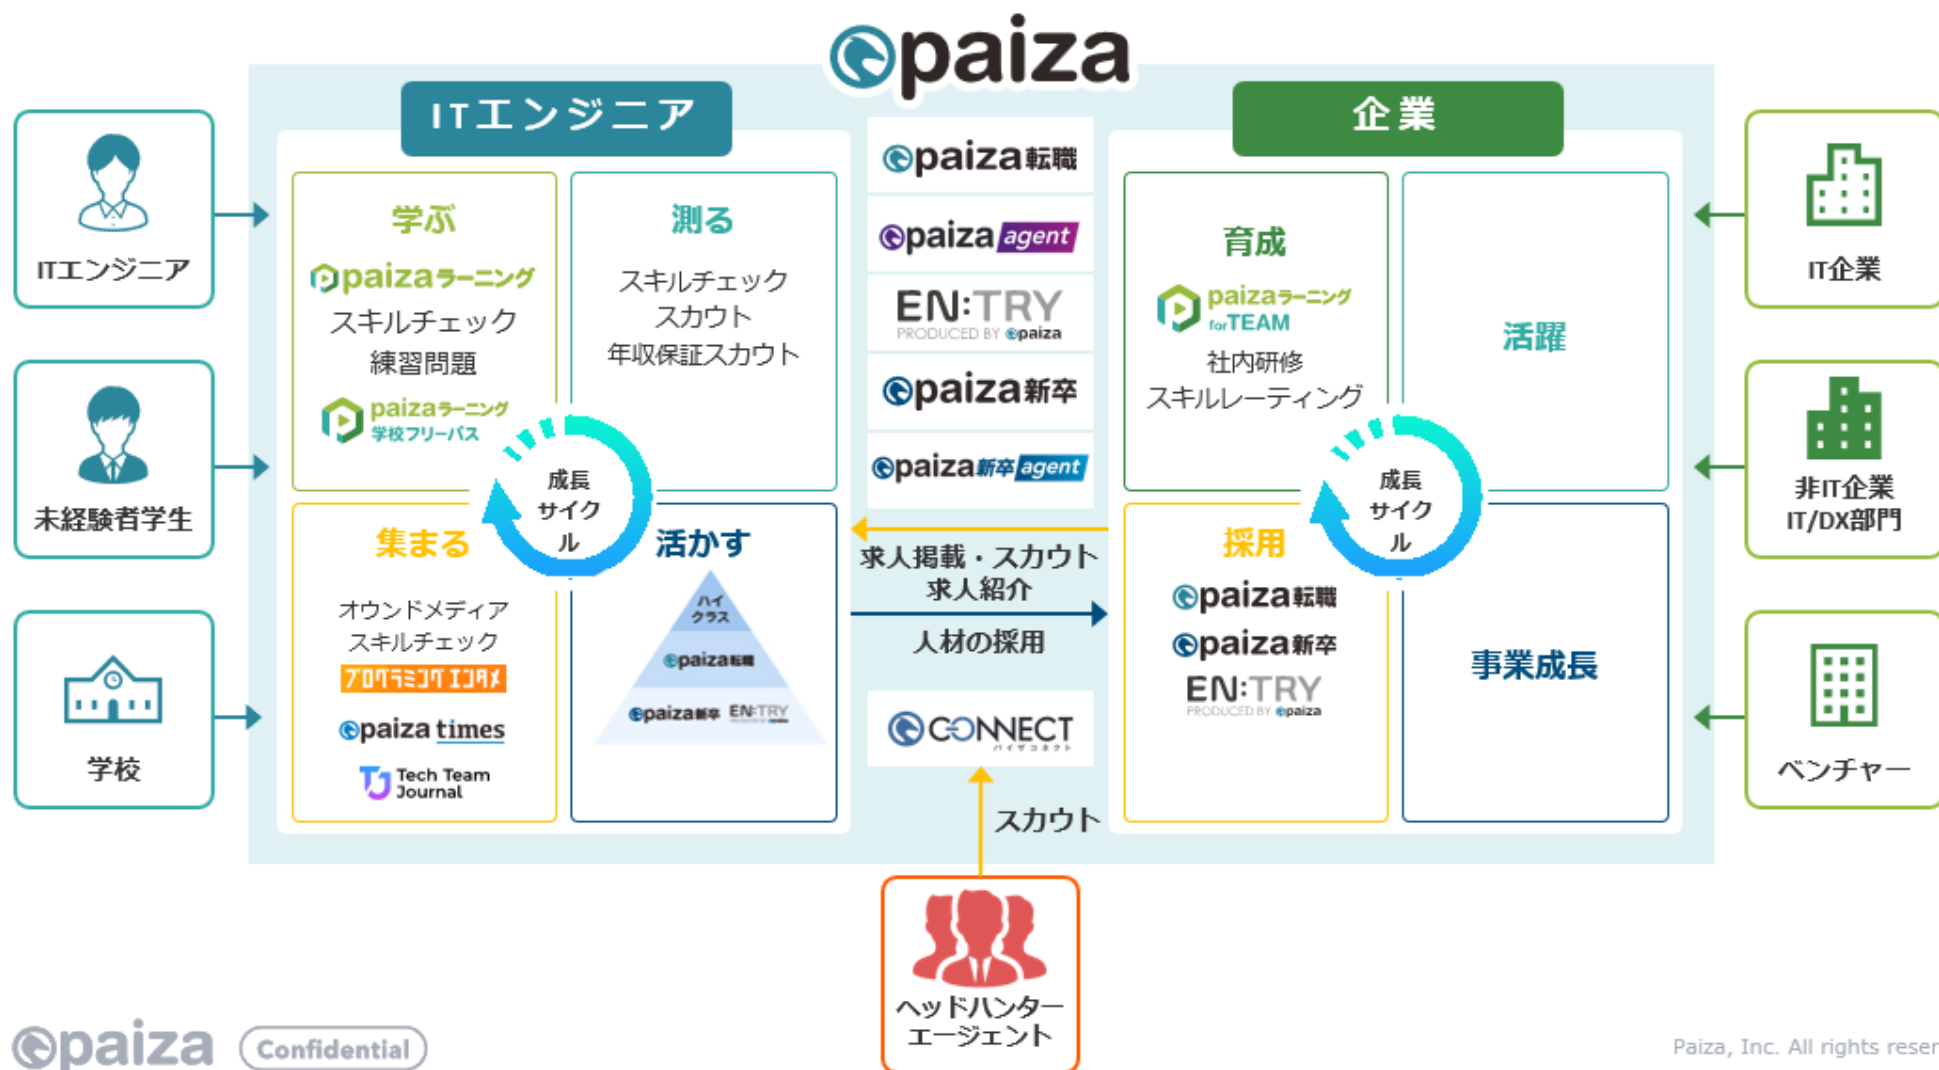 paiza
ITエンジニア
企業
ITエンジニア
未経験者学生
学校
学ぶ
paizaラーニング
スキルチェック
練習問題
paizaラーニング
学校フリーパス
測る
スキルチェック
スカウト
年収保証スカウト
成長
サイク
ル
集まる
オウンドメディア
スキルチェック
プログラミングエンタメ
paiza times
Tech Team
Journal
活かす
ハイ
クラス
paiza転職
paiza新卒 EN:TRY
paiza転職
paiza agent
EN:TRY
PRODUCED BY paiza
paiza新卒
paiza新卒agent
求人掲載・スカウト
求人紹介
人材の採用
CONNECT
パイザコネクト
スカウト
ヘッドハンター
エージェント
育成
paizaラーニング
for TEAM
社内研修
スキルレーティング
活躍
成長
サイク
ル
採用
paiza転職
paiza新卒
EN:TRY
PRODUCED BY paiza
事業成長
IT企業
非IT企業
IT/DX部門
ベンチャー
paiza
Confidential
Paiza, Inc. All rights reser